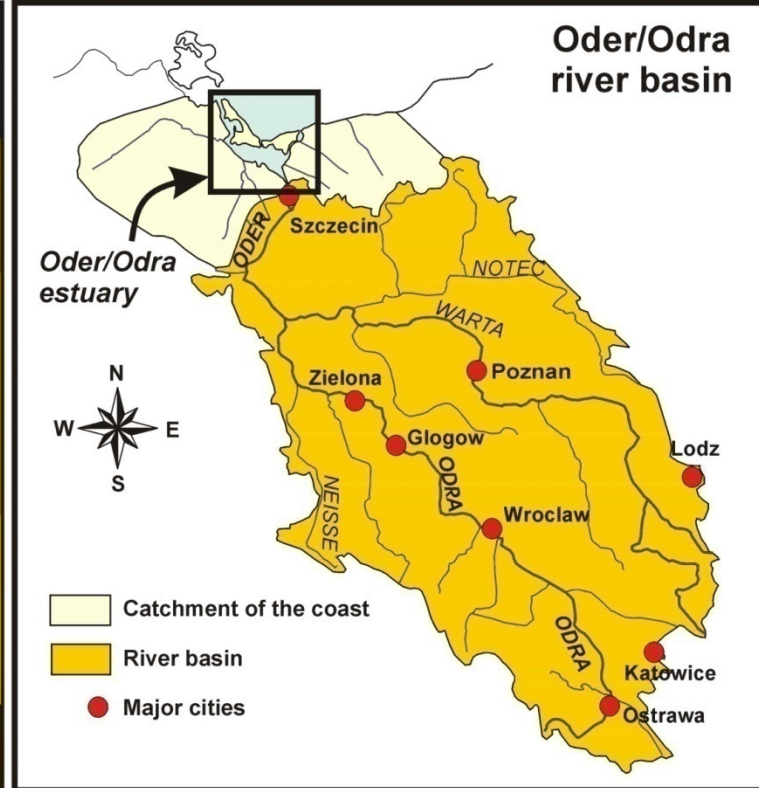 Oder/Odra
river basin
Szczecin
ODER
Oder/Odra
estuary
NOTEC
WARTA
Zielona
Poznan
N
W
E
S
Glogow
Lodz
ODRA
NEISSE
Wroclaw
Catchment of the coast
River basin
Major cities
ODRA
Katowice
Ostrawa